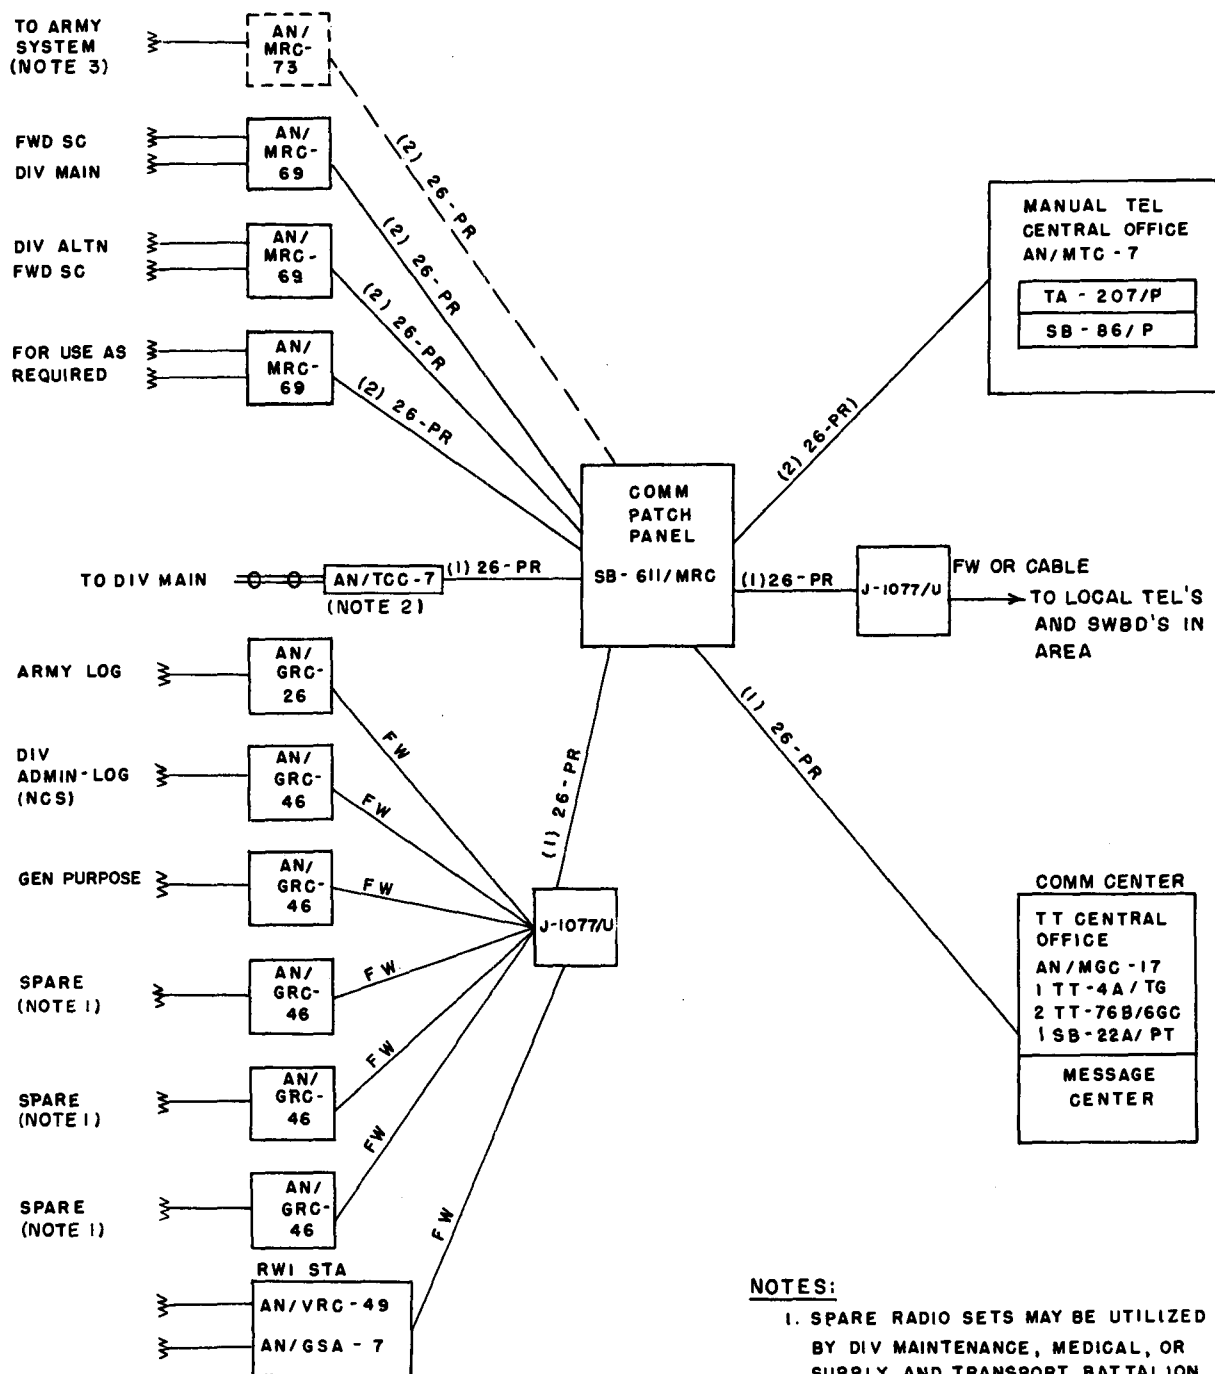 TO ARMY
SYSTEM
(NOTE 3)
AN/
MRC-
73
(2) 26-PR
FWD SC
DIV MAIN
AN/
MRC-
69
(2) 26-PR
DIV ALTN
FWD SC
AN/
MRC-
69
(2) 26-PR
FOR USE AS
REQUIRED
AN/
MRC-
69
(2) 26-PR
MANUAL TEL
CENTRAL OFFICE
AN/MTC-7
TA-207/P
SB-86/P
(2) 26-PR)
COMM
PATCH
PANEL
SB-611/MRC
TO DIV MAIN
AN/TCC-7
(NOTE 2)
(1) 26-PR
(1) 26-PR
J-1077/U
FW OR CABLE
TO LOCAL TEL'S
AND SWBD'S IN
AREA
ARMY LOG
AN/
GRC-
26
FW
DIV
ADMIN-LOG
(NCS)
AN/
GRC-
46
FW
GEN PURPOSE
AN/
GRC-
46
FW
SPARE
(NOTE 1)
AN/
GRC-
46
FW
SPARE
(NOTE 1)
AN/
GRC-
46
FW
SPARE
(NOTE 1)
AN/
GRC-
46
FW
RWI STA
AN/VRC-49
AN/GSA-7
FW
J-1077/U
(1) 26-PR
(1) 26-PR
COMM CENTER
TT CENTRAL
OFFICE
AN/MGC-17
1 TT-4A/TG
2 TT-76B/6GC
1 SB-22A/PT
MESSAGE
CENTER
NOTES:
1. SPARE RADIO SETS MAY BE UTILIZED
BY DIV MAINTENANCE, MEDICAL, OR
SUPPLY AND TRANSPORT BATTALION